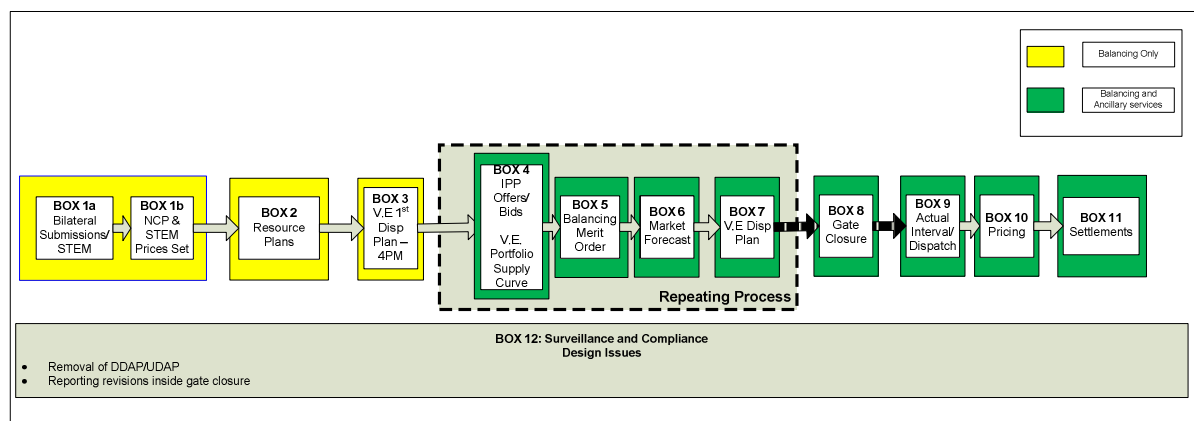 Balancing Only
Balancing and
Ancillary services
BOX 1a
Bilateral
Submissions/
STEM
BOX 1b
NCP &
STEM
Prices Set
BOX 2
Resource
Plans
BOX 3
V.E 1st
Disp
Plan –
4PM
BOX 4
IPP
Offers/
Bids
V.E.
Portfolio
Supply
Curve
BOX 5
Balancing
Merit
Order
BOX 6
Market
Forecast
BOX 7
V.E Disp
Plan
Repeating Process
BOX 8
Gate
Closure
BOX 9
Actual
Interval/
Dispatch
BOX 10
Pricing
BOX 11
Settlements
BOX 12: Surveillance and Compliance
Design Issues
• Removal of DDAP/UDAP
• Reporting revisions inside gate closure